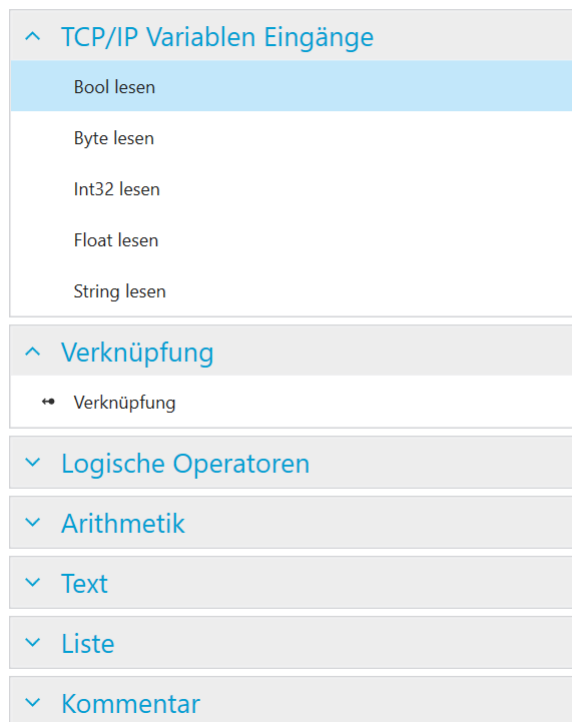 TCP/IP Variablen Eingänge
Bool lesen
Byte lesen
Int32 lesen
Float lesen
String lesen
Verknüpfung
Verknüpfung
Logische Operatoren
Arithmetik
Text
Liste
Kommentar